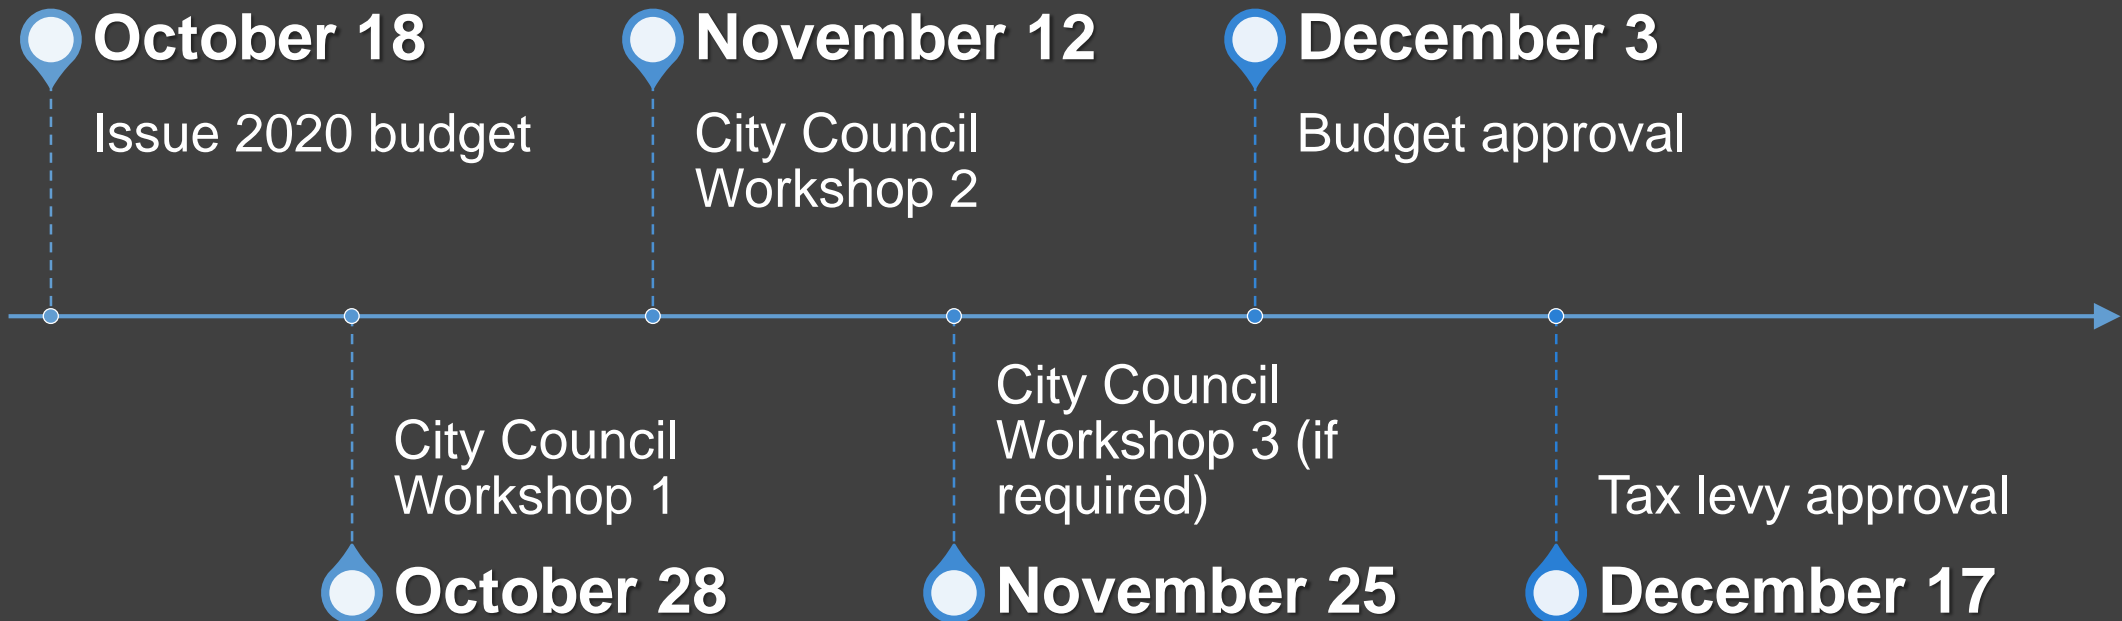 October 18
Issue 2020 budget
November 12
City Council
Workshop 2
December 3
Budget approval
City Council
Workshop 1
October 28
City Council
Workshop 3 (if
required)
November 25
Tax levy approval
December 17